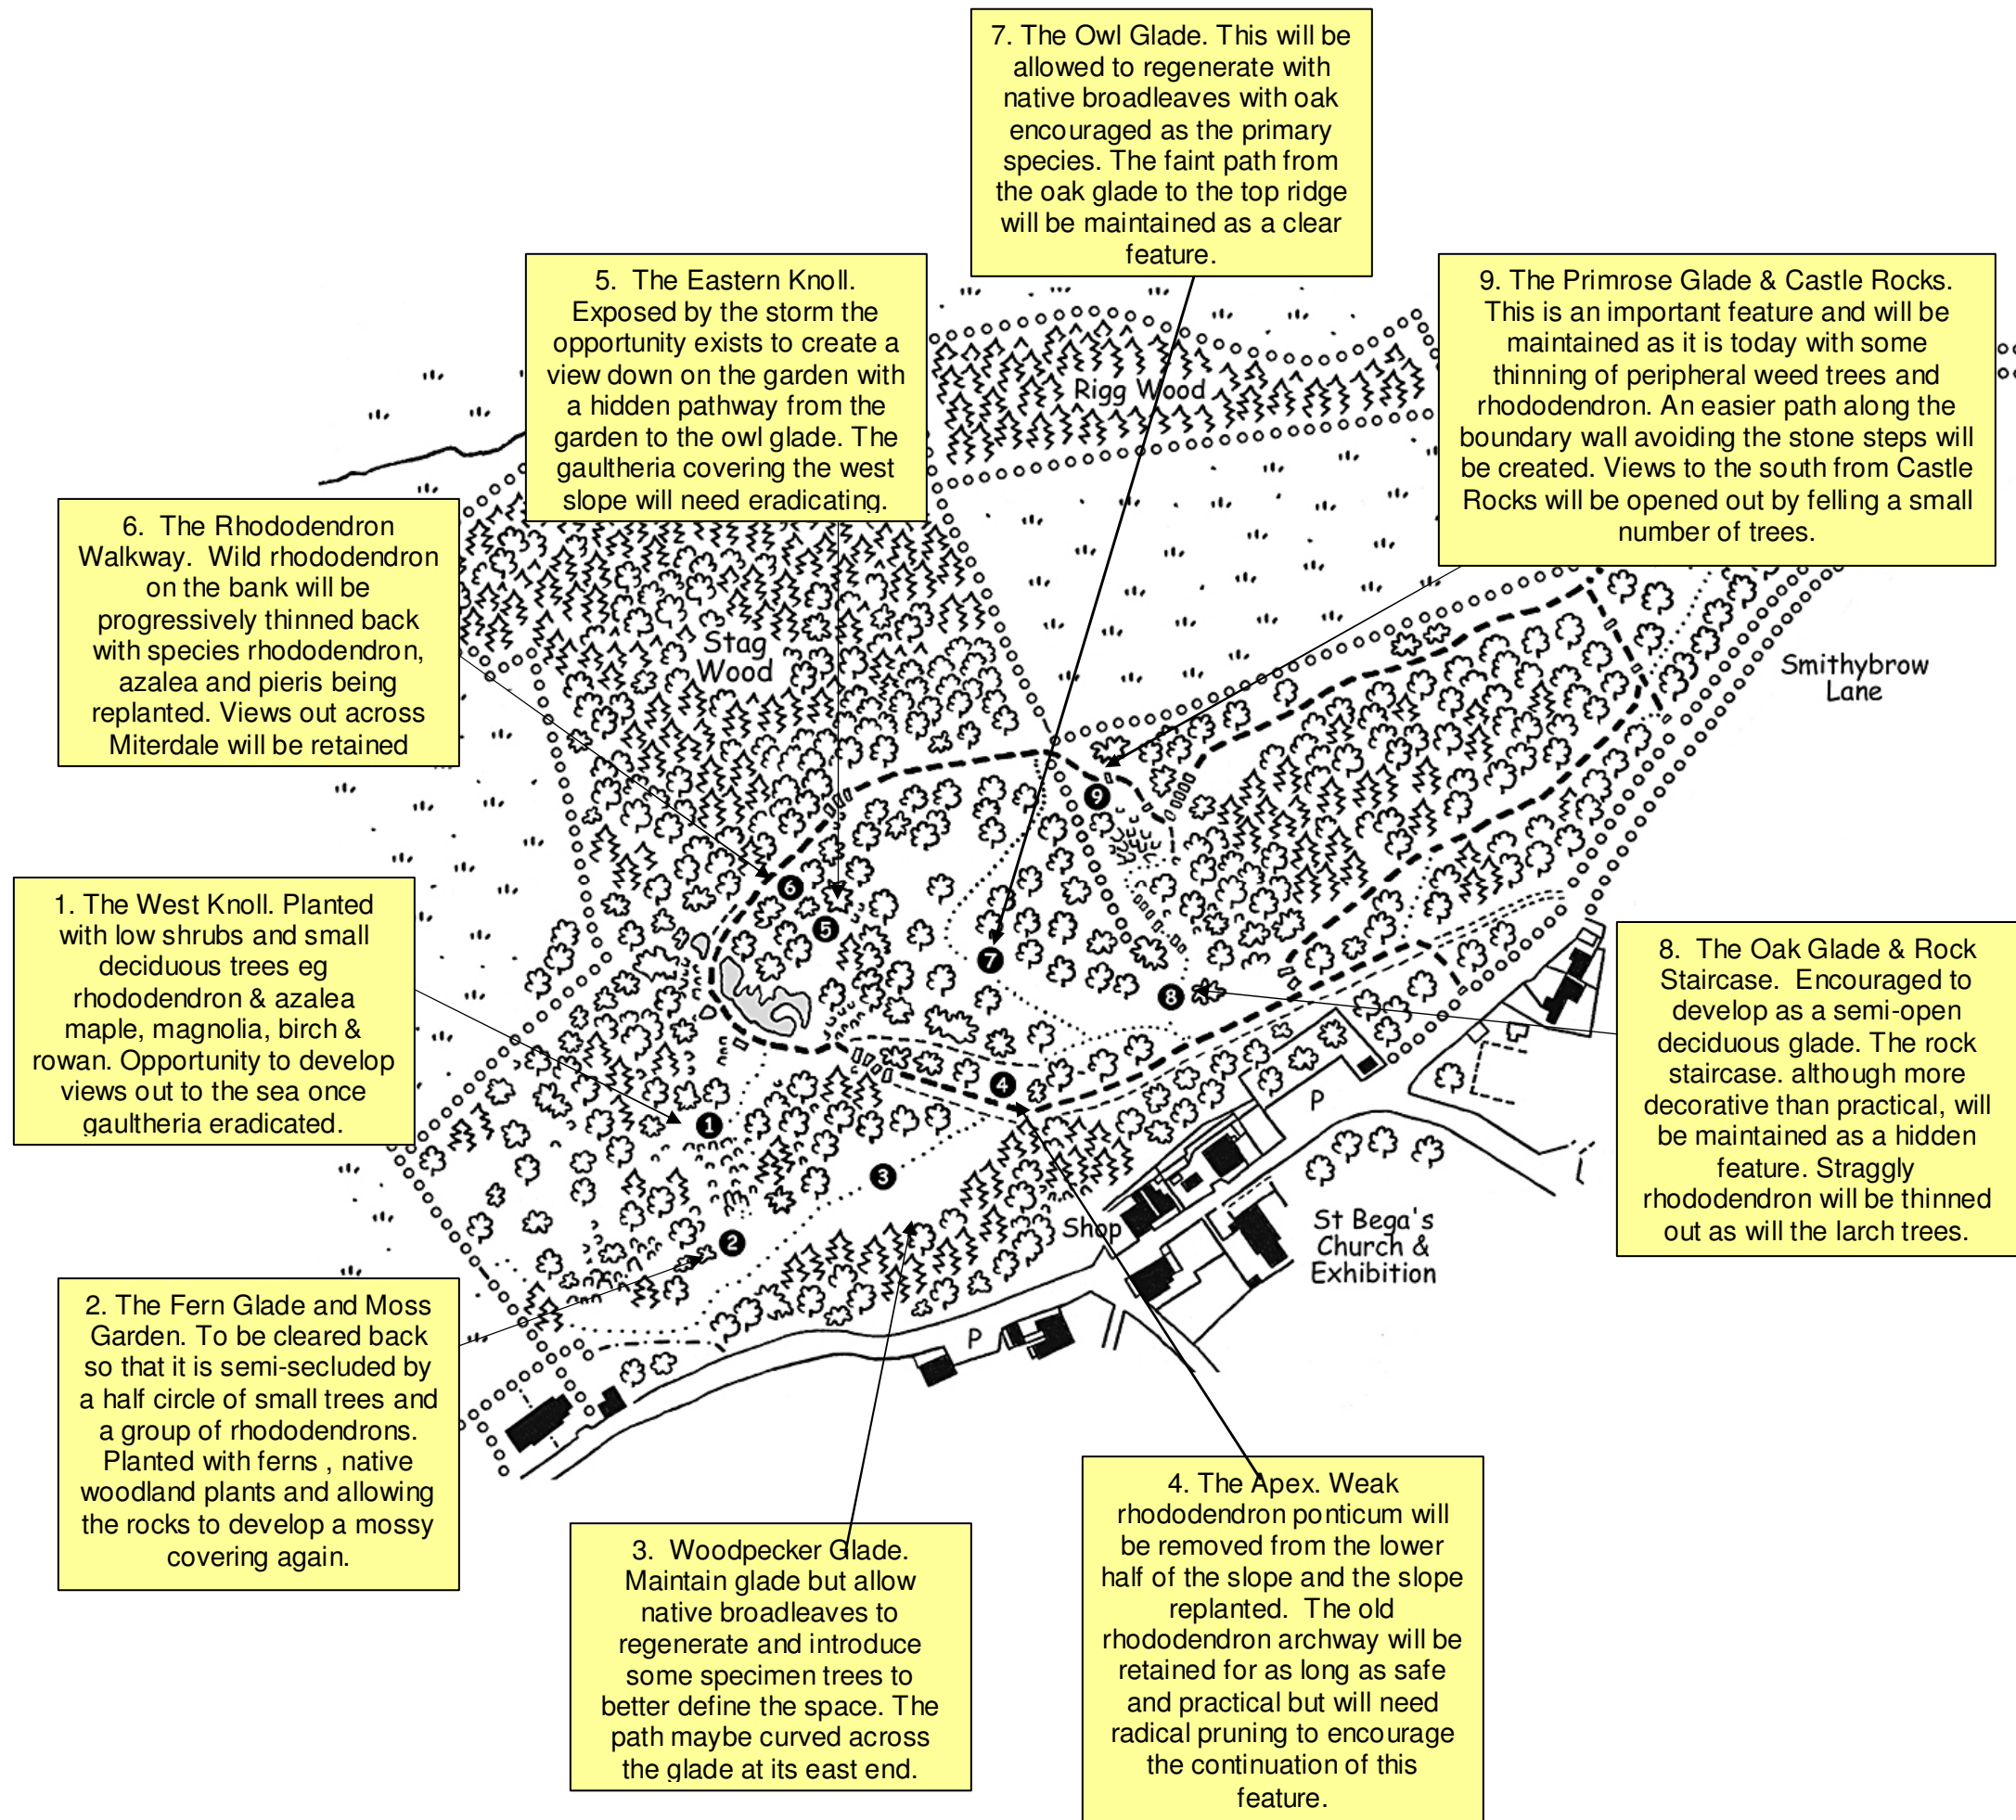 7. The Owl Glade. This will be
allowed to regenerate with
native broadleaves with oak
encouraged as the primary
species. The faint path from
the oak glade to the top ridge
will be maintained as a clear
feature.
5. The Eastern Knoll.
Exposed by the storm the
opportunity exists to create a
view down on the garden with
a hidden pathway from the
garden to the owl glade. The
gaultheria covering the west
slope will need eradicating.
9. The Primrose Glade & Castle Rocks.
This is an important feature and will be
maintained as it is today with some
thinning of peripheral weed trees and
rhododendron. An easier path along the
boundary wall avoiding the stone steps will
be created. Views to the south from Castle
Rocks will be opened out by felling a small
number of trees.
Rigg Wood
6. The Rhododendron
Walkway. Wild rhododendron
on the bank will be
progressively thinned back
with species rhododendron,
azalea and pieris being
replanted. Views out across
Miterdale will be retained
Stag
Wood
Smithybrow
Lane
9
6
5
7
8
4
1
3
2
1. The West Knoll. Planted
with low shrubs and small
deciduous trees eg
rhododendron & azalea
maple, magnolia, birch &
rowan. Opportunity to develop
views out to the sea once
gaultheria eradicated.
8. The Oak Glade & Rock
Staircase. Encouraged to
develop as a semi-open
deciduous glade. The rock
staircase. although more
decorative than practical, will
be maintained as a hidden
feature. Straggly
rhododendron will be thinned
out as will the larch trees.
P
Shop
St Bega's
Church &
Exhibition
P
2. The Fern Glade and Moss
Garden. To be cleared back
so that it is semi-secluded by
a half circle of small trees and
a group of rhododendrons.
Planted with ferns , native
woodland plants and allowing
the rocks to develop a mossy
covering again.
3. Woodpecker Glade.
Maintain glade but allow
native broadleaves to
regenerate and introduce
some specimen trees to
better define the space. The
path maybe curved across
the glade at its east end.
4. The Apex. Weak
rhododendron ponticum will
be removed from the lower
half of the slope and the slope
replanted. The old
rhododendron archway will be
retained for as long as safe
and practical but will need
radical pruning to encourage
the continuation of this
feature.